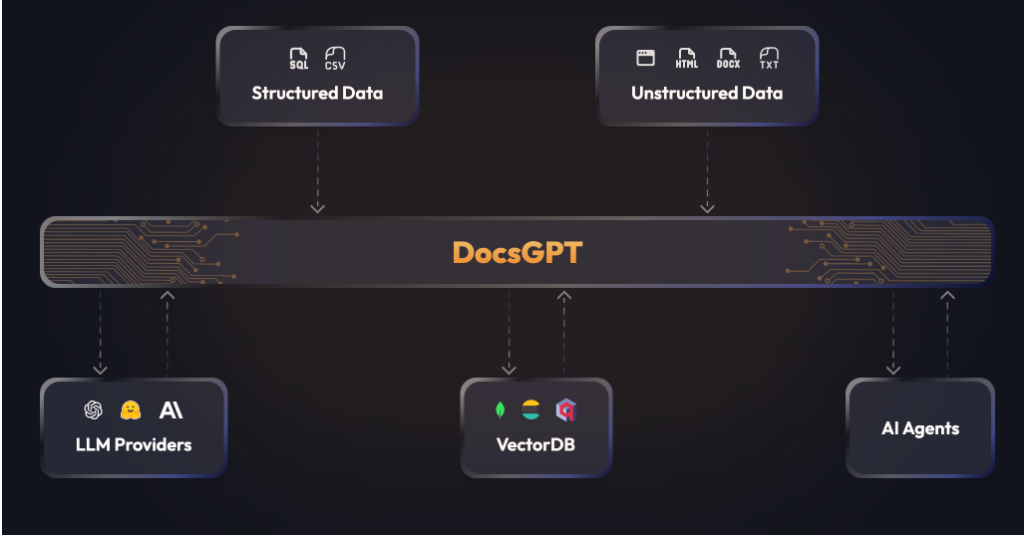 SQL CSV
Structured Data
HTML DOCX TXT
Unstructured Data
DocsGPT
A\
LLM Providers
VectorDB
AI Agents